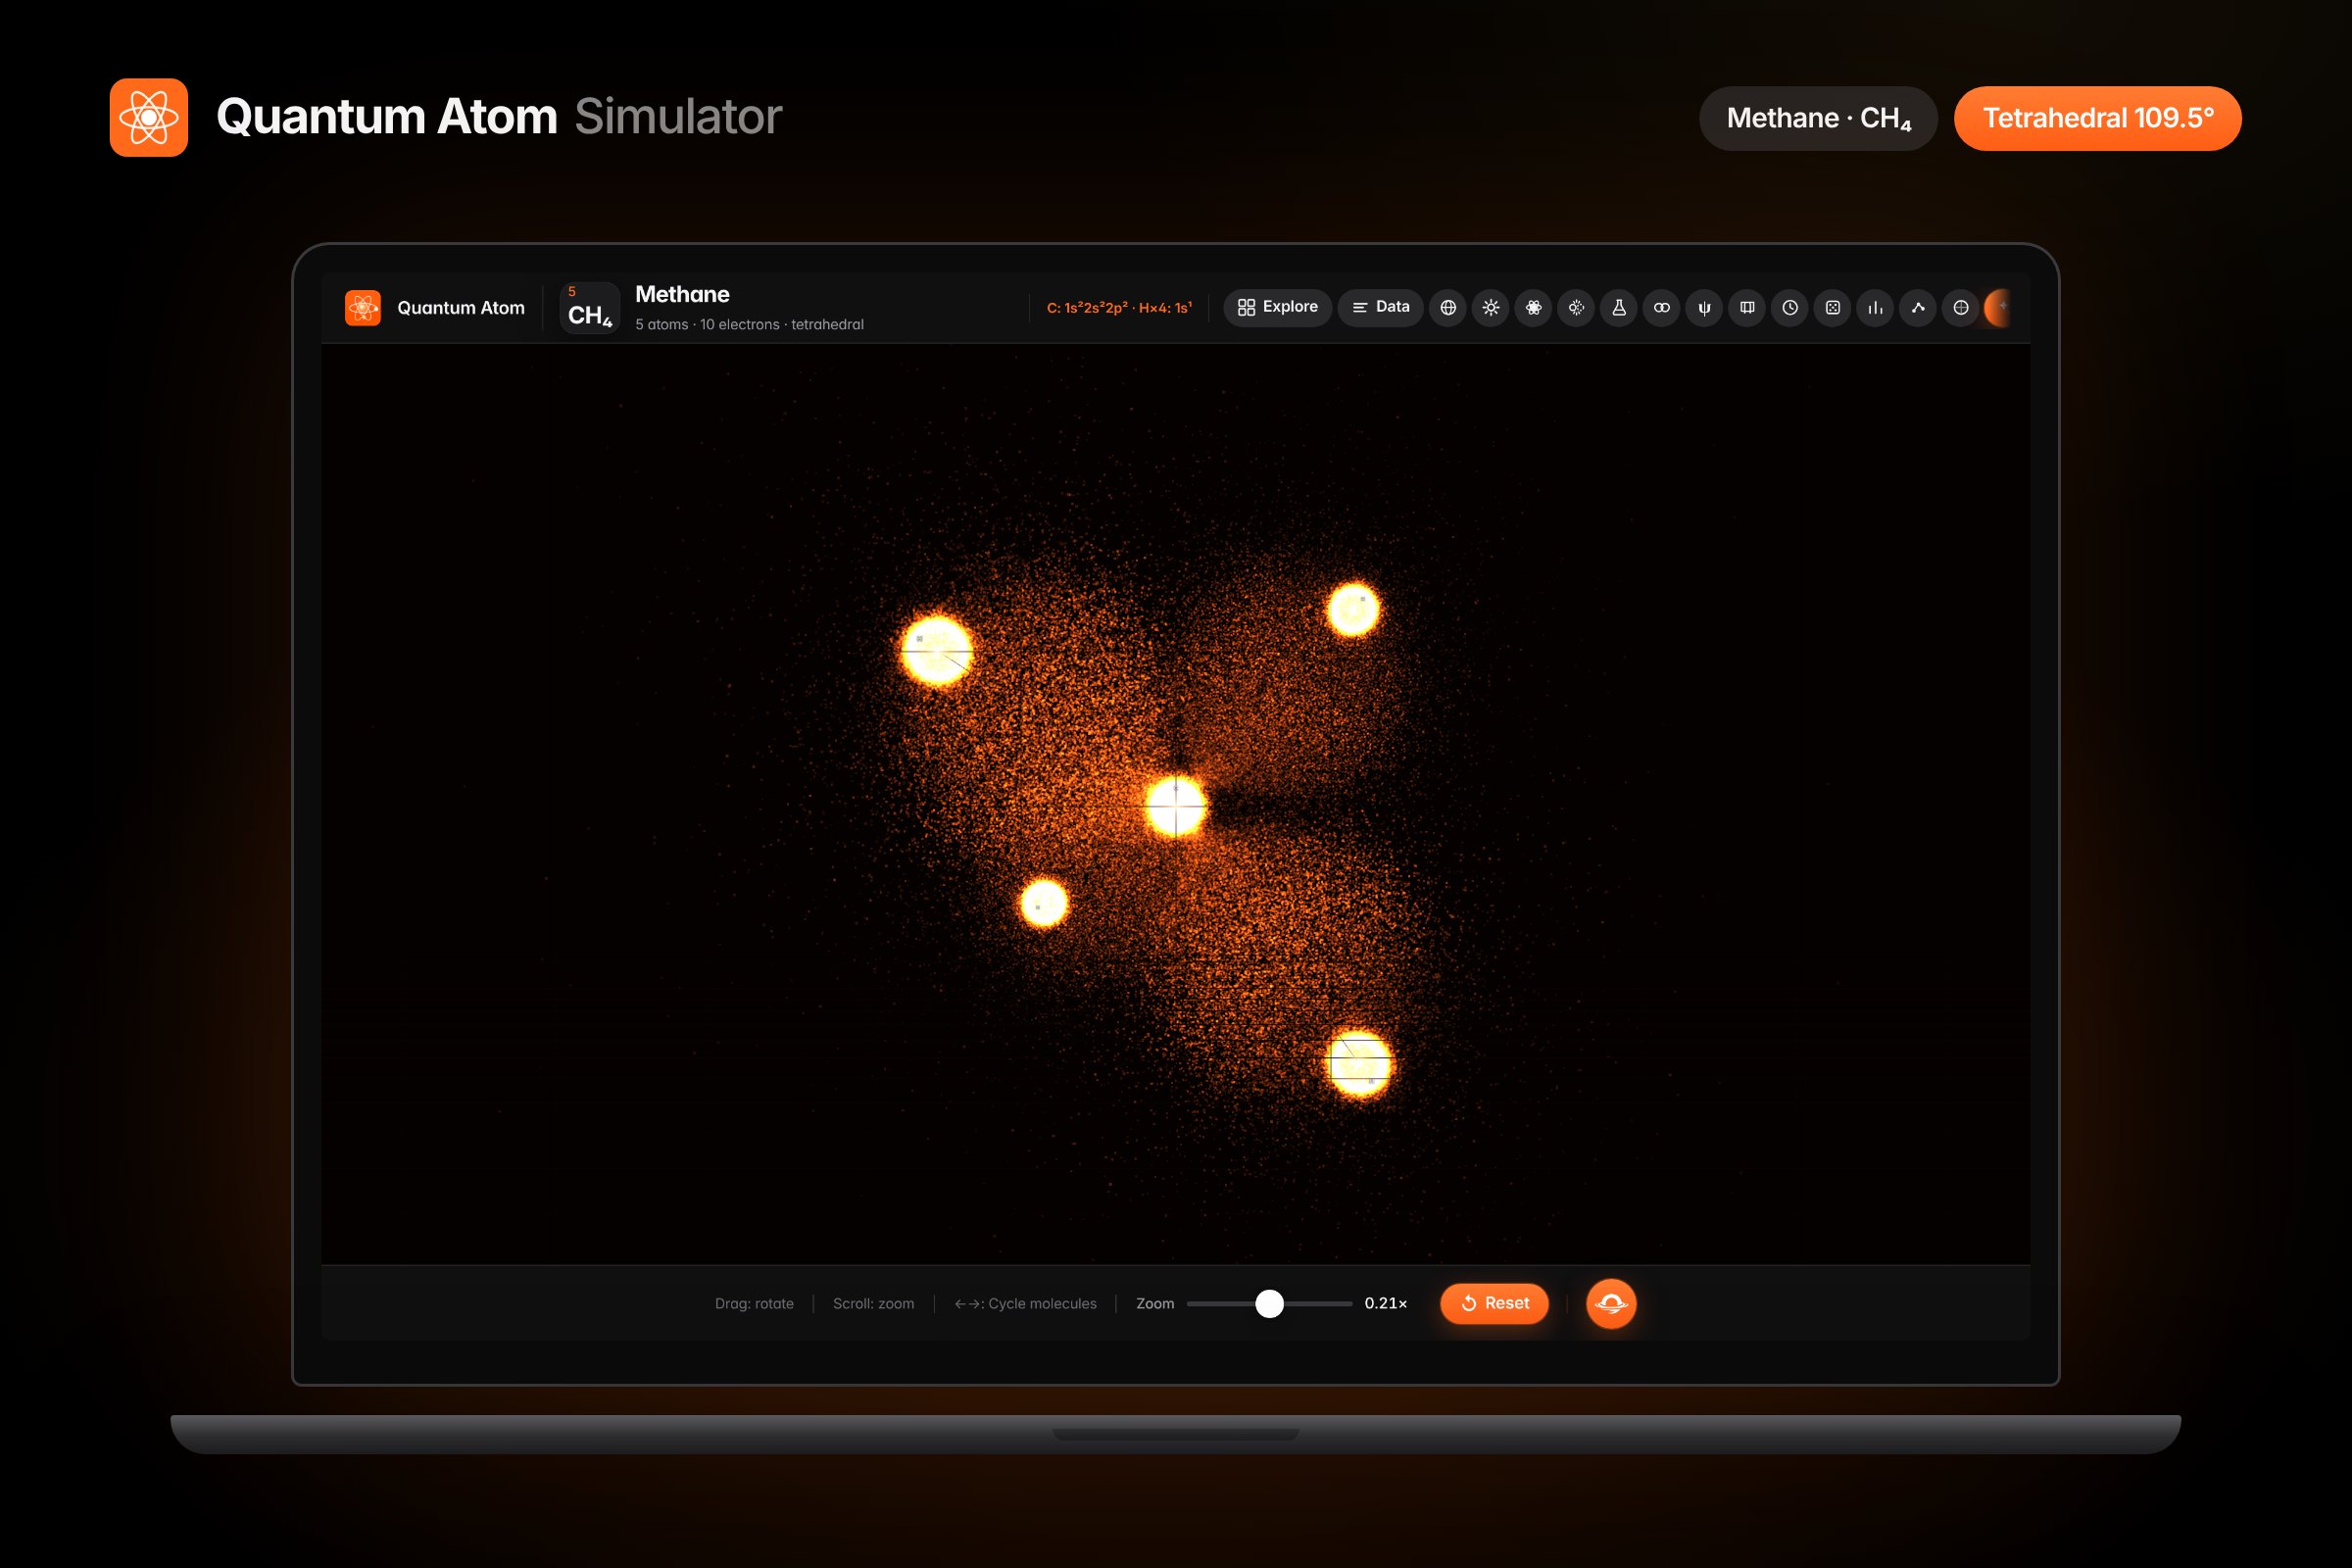 Quantum Atom Simulator
Methane · CH₄
Tetrahedral 109.5°
Quantum Atom
5
CH₄
Methane
5 atoms · 10 electrons · tetrahedral
C: 1s²2s²2p² · H×4: 1s¹
Explore
Data
Drag: rotate
Scroll: zoom
←→: Cycle molecules
Zoom
0.21×
Reset